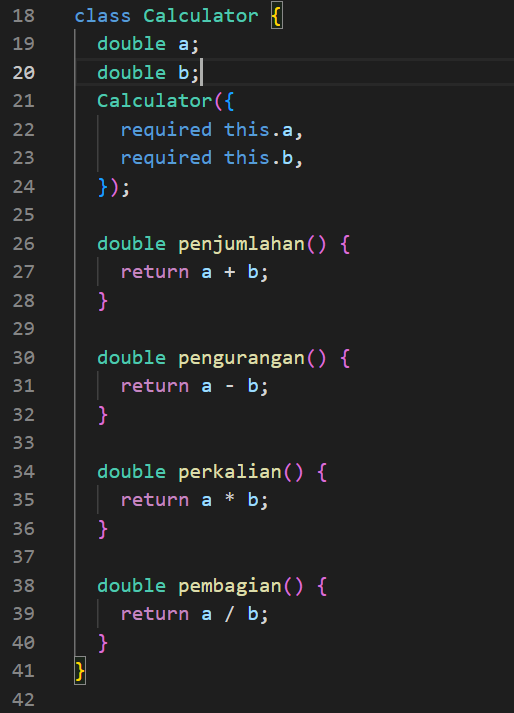 18 class Calculator {
19 double a;
20 double b;
21 Calculator({
22 required this.a,
23 required this.b,
24 });
25
26 double penjumlahan() {
27 return a + b;
28 }
29
30 double pengurangan() {
31 return a - b;
32 }
33
34 double perkalian() {
35 return a * b;
36 }
37
38 double pembagian() {
39 return a / b;
40 }
41 }
42